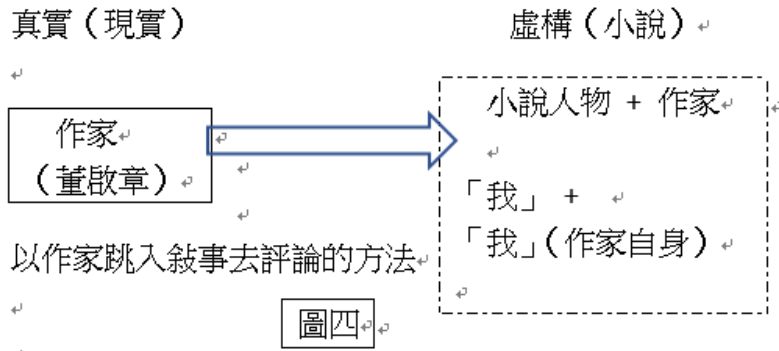 真實（現實）
虛構（小說）
作家
（董啟章）
小說人物 + 作家
「我」 +
「我」（作家自身）
以作家跳入敍事去評論的方法
圖四